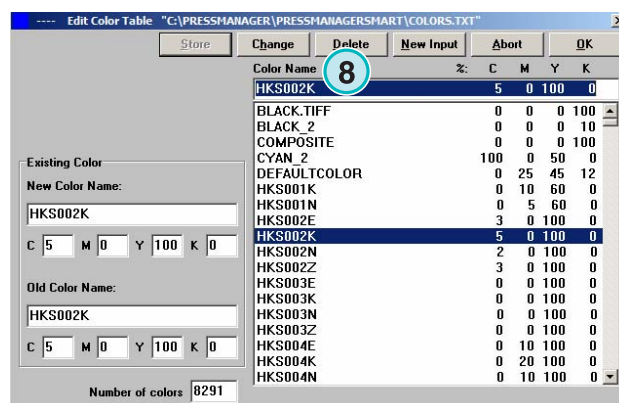 ---- Edit Color Table "C:\PRESSMANAGER\PRESSMANAGERSMART\COLORS.TXT"
Store Change Delete New Input Abort OK
Color Name 8 %: C M Y K
HKS002K 5 0 100 0
BLACK.TIFF 0 0 0 100
BLACK_2 0 0 0 10
COMPOSITE 0 0 0 100
CYAN_2 100 0 50 0
DEFAULTCOLOR 0 25 45 12
HKS001K 0 10 60 0
HKS001N 0 5 60 0
HKS002E 3 0 100 0
HKS002K 5 0 100 0
HKS002N 2 0 100 0
HKS002Z 3 0 100 0
HKS003E 0 0 100 0
HKS003K 0 0 100 0
HKS003N 0 0 100 0
HKS003Z 0 0 100 0
HKS004E 0 10 100 0
HKS004K 0 20 100 0
HKS004N 0 10 100 0
Existing Color
New Color Name:
HKS002K
C 5 M 0 Y 100 K 0
Old Color Name:
HKS002K
C 5 M 0 Y 100 K 0
Number of colors 8291